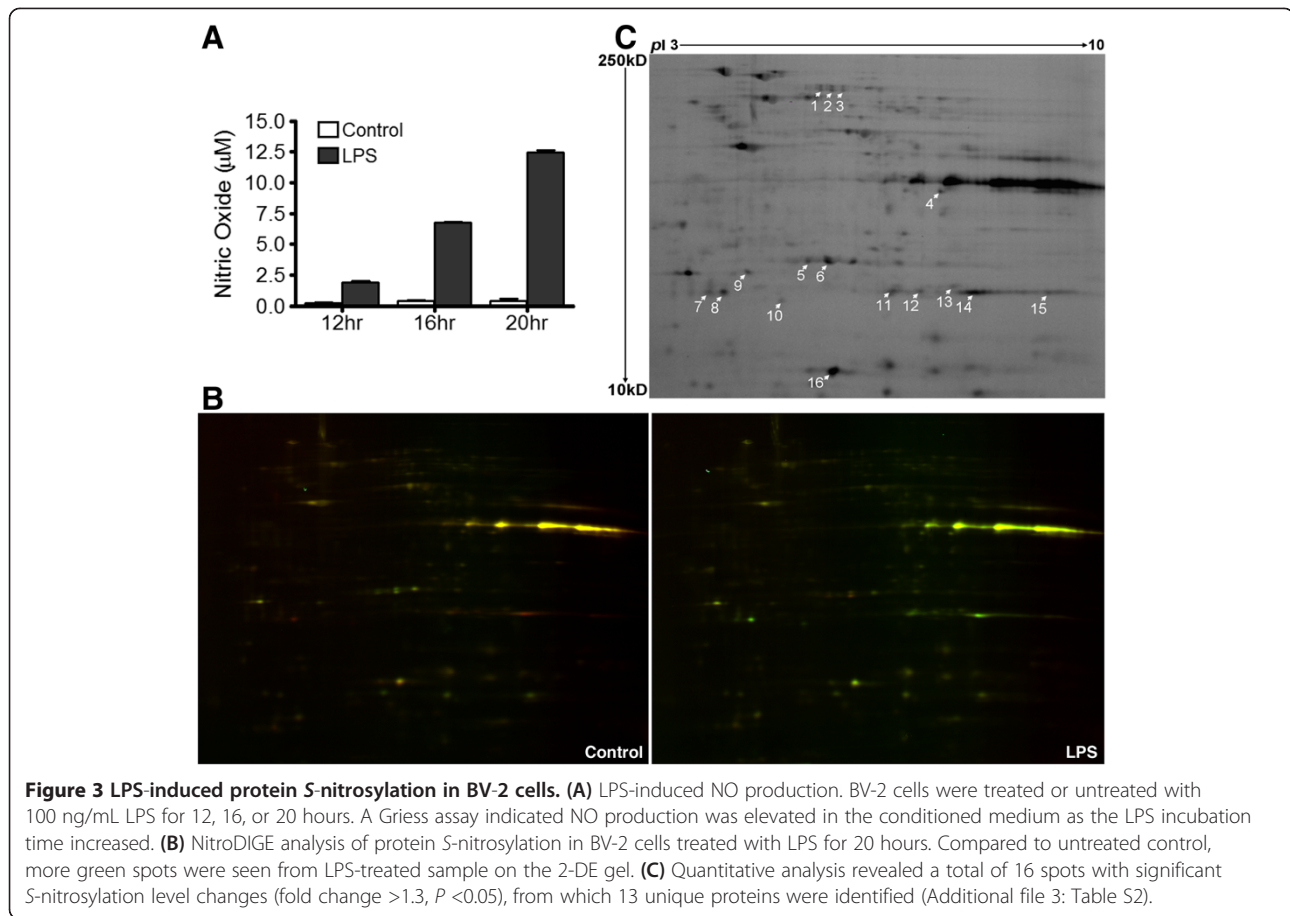 A
15.0
12.5
10.0
7.5
5.0
2.5
0.0
Nitric Oxide (µM)
Control
LPS
12hr
16hr
20hr
C
pI 3
10
250kD
10kD
1 2 3
4
5 6
9
7 8
10
11 12 13 14 15
16
B
Control
LPS
Figure 3 LPS-induced protein S-nitrosylation in BV-2 cells. (A) LPS-induced NO production. BV-2 cells were treated or untreated with
100 ng/mL LPS for 12, 16, or 20 hours. A Griess assay indicated NO production was elevated in the conditioned medium as the LPS incubation
time increased. (B) NitroDIGE analysis of protein S-nitrosylation in BV-2 cells treated with LPS for 20 hours. Compared to untreated control,
more green spots were seen from LPS-treated sample on the 2-DE gel. (C) Quantitative analysis revealed a total of 16 spots with significant
S-nitrosylation level changes (fold change >1.3, P <0.05), from which 13 unique proteins were identified (Additional file 3: Table S2).